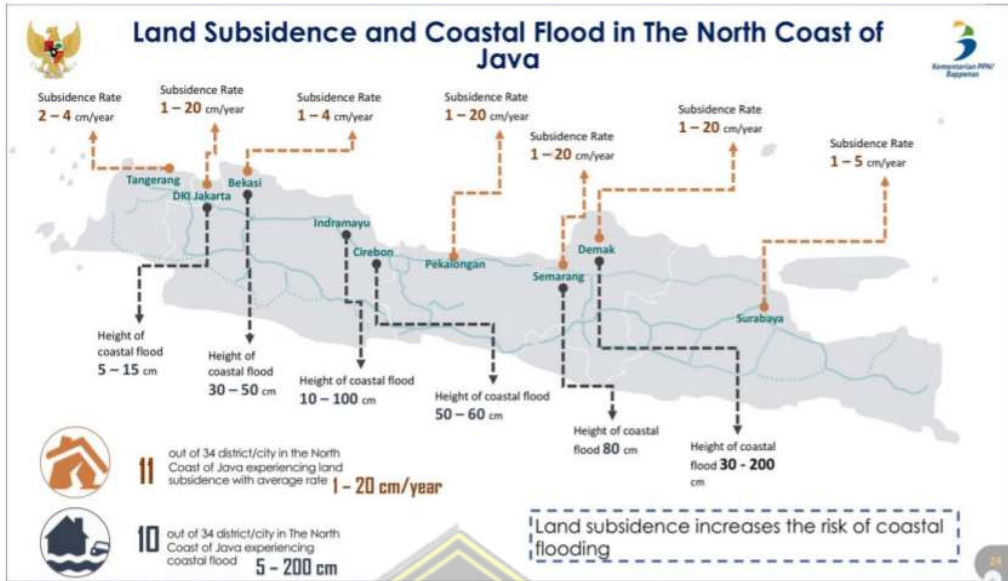 Land Subsidence and Coastal Flood in The North Coast of
Java
Kementerian PPN/
Bappenas
Subsidence Rate
2 – 4 cm/year
Subsidence Rate
1 – 20 cm/year
Subsidence Rate
1 – 4 cm/year
Subsidence Rate
1 – 20 cm/year
Subsidence Rate
1 – 20 cm/year
Subsidence Rate
1 – 20 cm/year
Subsidence Rate
1 – 5 cm/year
Tangerang
DKI Jakarta
Bekasi
Indramayu
Cirebon
Pekalongan
Semarang
Demak
Surabaya
Height of
coastal flood
5 – 15 cm
Height of
coastal flood
30 – 50 cm
Height of coastal flood
10 – 100 cm
Height of coastal flood
50 – 60 cm
Height of coastal
flood 80 cm
Height of coastal
flood 30 - 200
cm
11
out of 34 district/city in the North
Coast of Java experiencing land
subsidence with average rate 1 – 20 cm/year
10
out of 34 district/city in The North
Coast of Java experiencing
coastal flood 5 – 200 cm
Land subsidence increases the risk of coastal
flooding